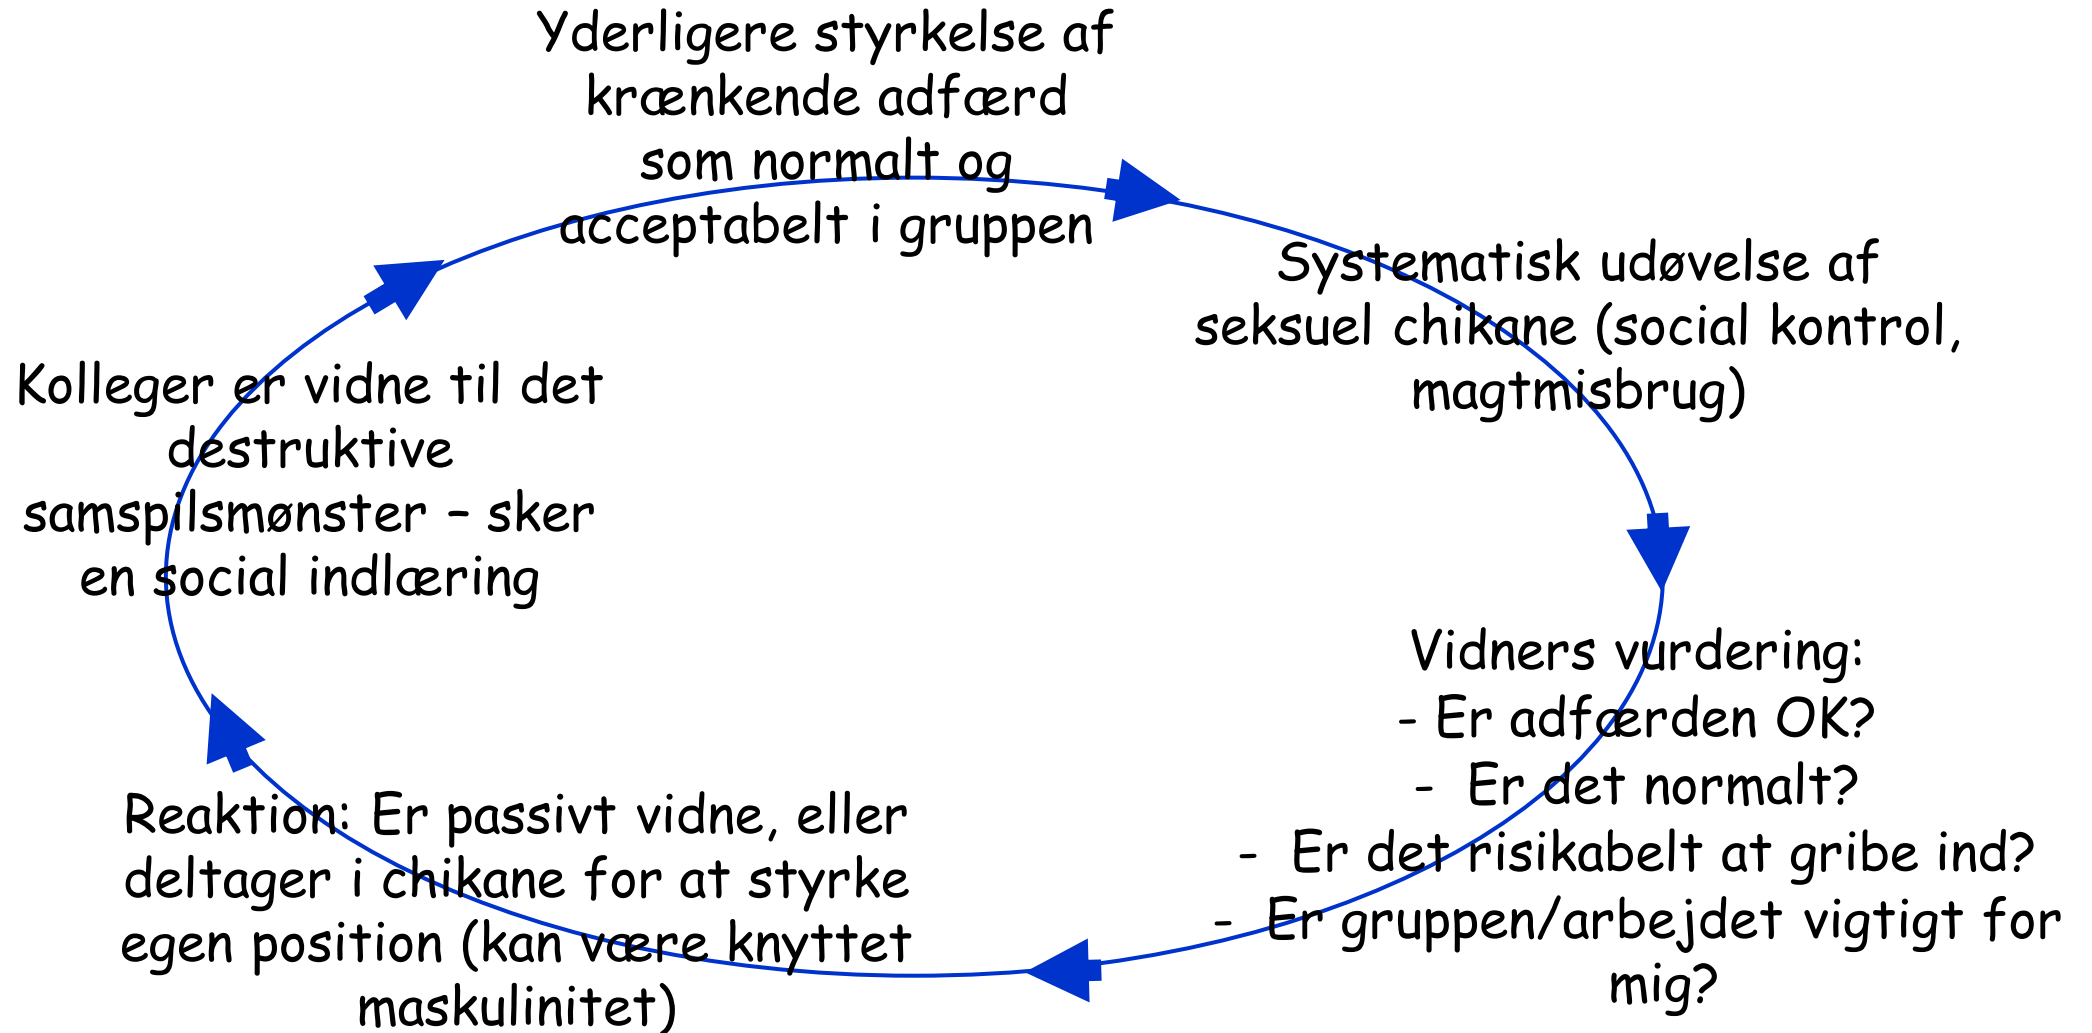 Yderligere styrkelse af
krænkende adfærd
som normalt og
acceptabelt i gruppen
Systematisk udøvelse af
seksuel chikane (social kontrol,
magtmisbrug)
Vidners vurdering:
- Er adfærden OK?
- Er det normalt?
- Er det risikabelt at gribe ind?
- Er gruppen/arbejdet vigtigt for
mig?
Reaktion: Er passivt vidne, eller
deltager i chikane for at styrke
egen position (kan være knyttet
maskulinitet)
Kolleger er vidne til det
destruktive
samspilsmønster – sker
en social indlæring